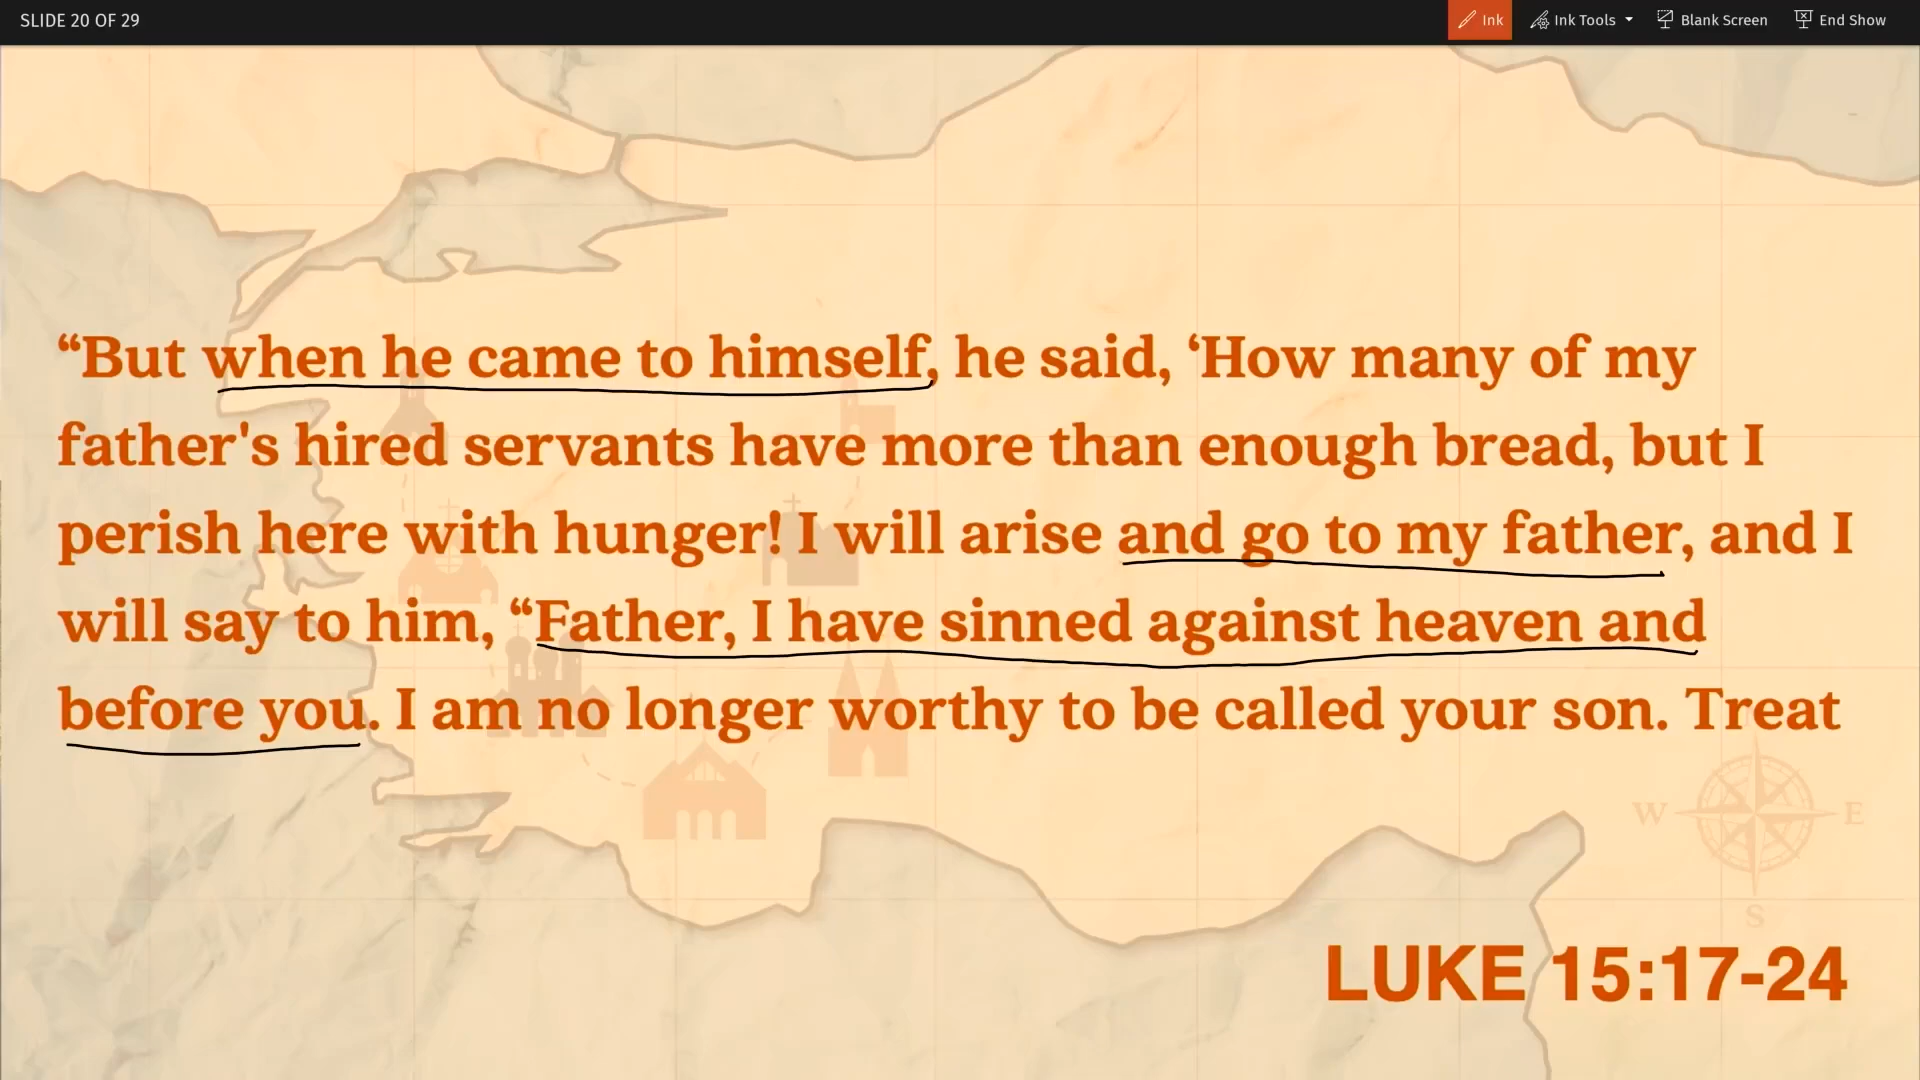 SLIDE 20 OF 29
Ink
Ink Tools
Blank Screen
End Show
“But when he came to himself, he said, ‘How many of my
father's hired servants have more than enough bread, but I
perish here with hunger! I will arise and go to my father, and I
will say to him, “Father, I have sinned against heaven and
before you. I am no longer worthy to be called your son. Treat
W E
S
LUKE 15:17-24